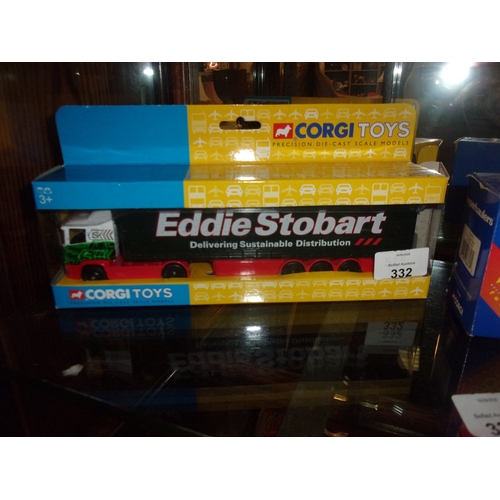 CORGI TOYS
PRECISION DIE-CAST SCALE MODELS
3+
Eddie Stobart
Delivering Sustainable Distribution ///
332
CORGI TOYS